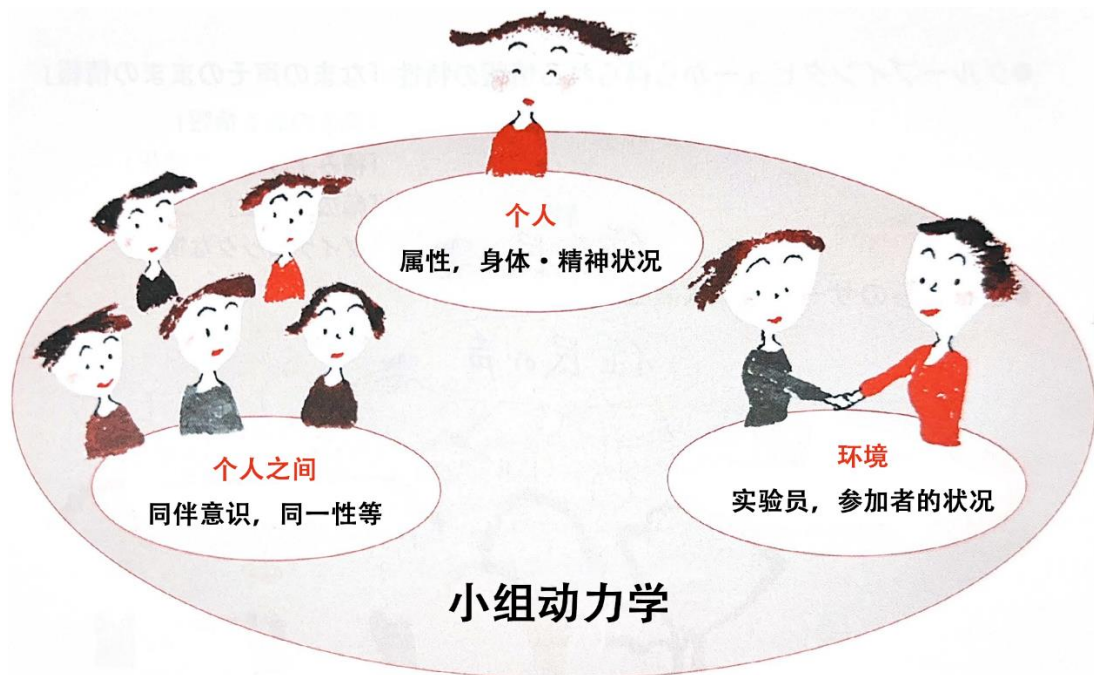 个人
属性，身体・精神状况
个人之间
同伴意识，同一性等
环境
实验员，参加者的状况
小组动力学